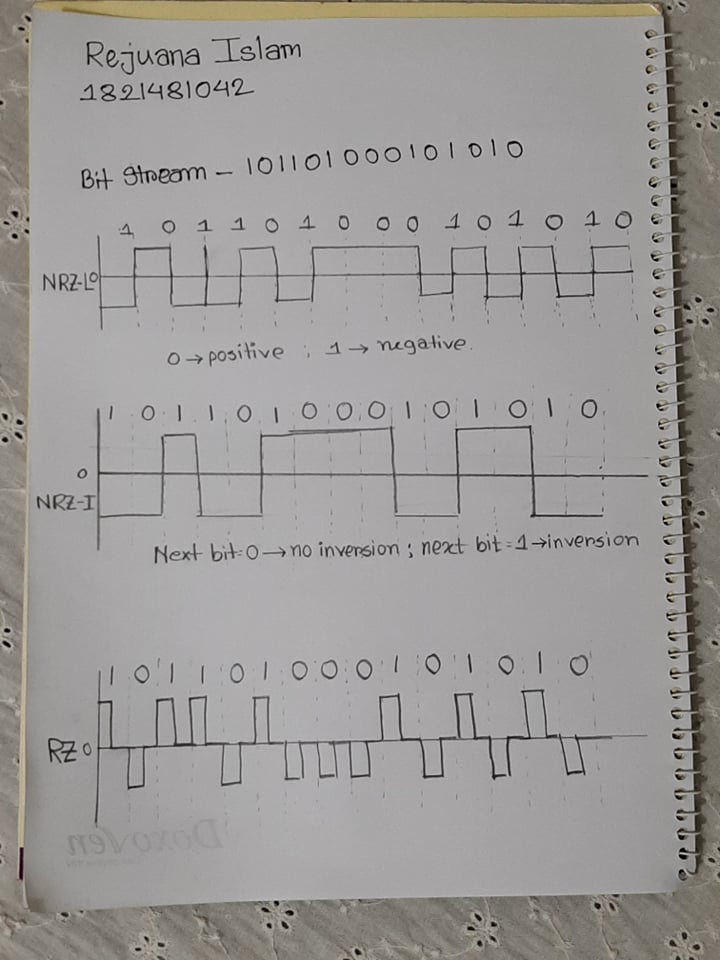 Rejuana Islam
1821481042
Bit Stream - 101101000101010
1 0 1 1 0 1 0 0 0 1 0 1 0 1 0
NRZ-L 0
0 → positive ; 1 → negative.
1 0 1 1 0 1 0 0 0 1 0 1 0 1 0
0
NRZ-I
Next bit=0 → no inversion ; next bit=1 → inversion
1 0 1 1 0 1 0 0 0 1 0 1 0 1 0
RZ 0